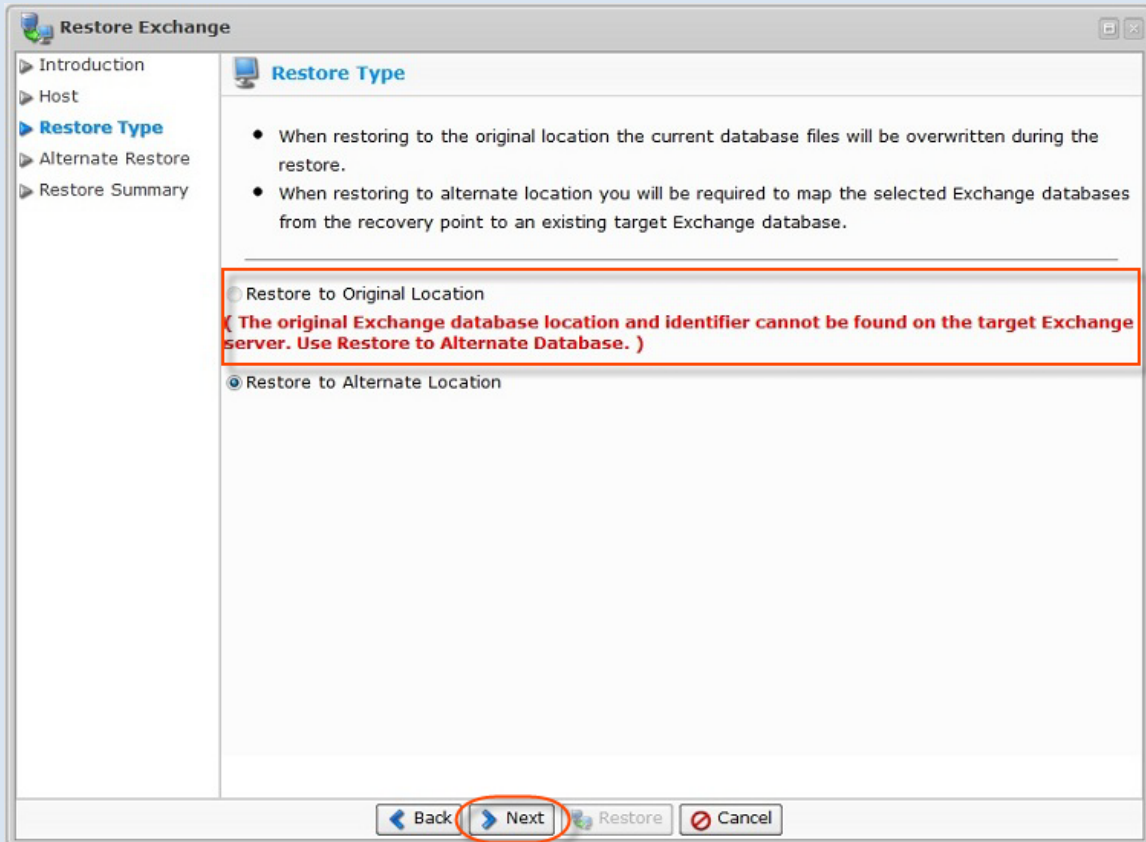 Restore Exchange
Introduction
Host
Restore Type
Alternate Restore
Restore Summary
Restore Type
When restoring to the original location the current database files will be overwritten during the
restore.
When restoring to alternate location you will be required to map the selected Exchange databases
from the recovery point to an existing target Exchange database.
Restore to Original Location
( The original Exchange database location and identifier cannot be found on the target Exchange
server. Use Restore to Alternate Database. )
Restore to Alternate Location
Back
Next
Restore
Cancel